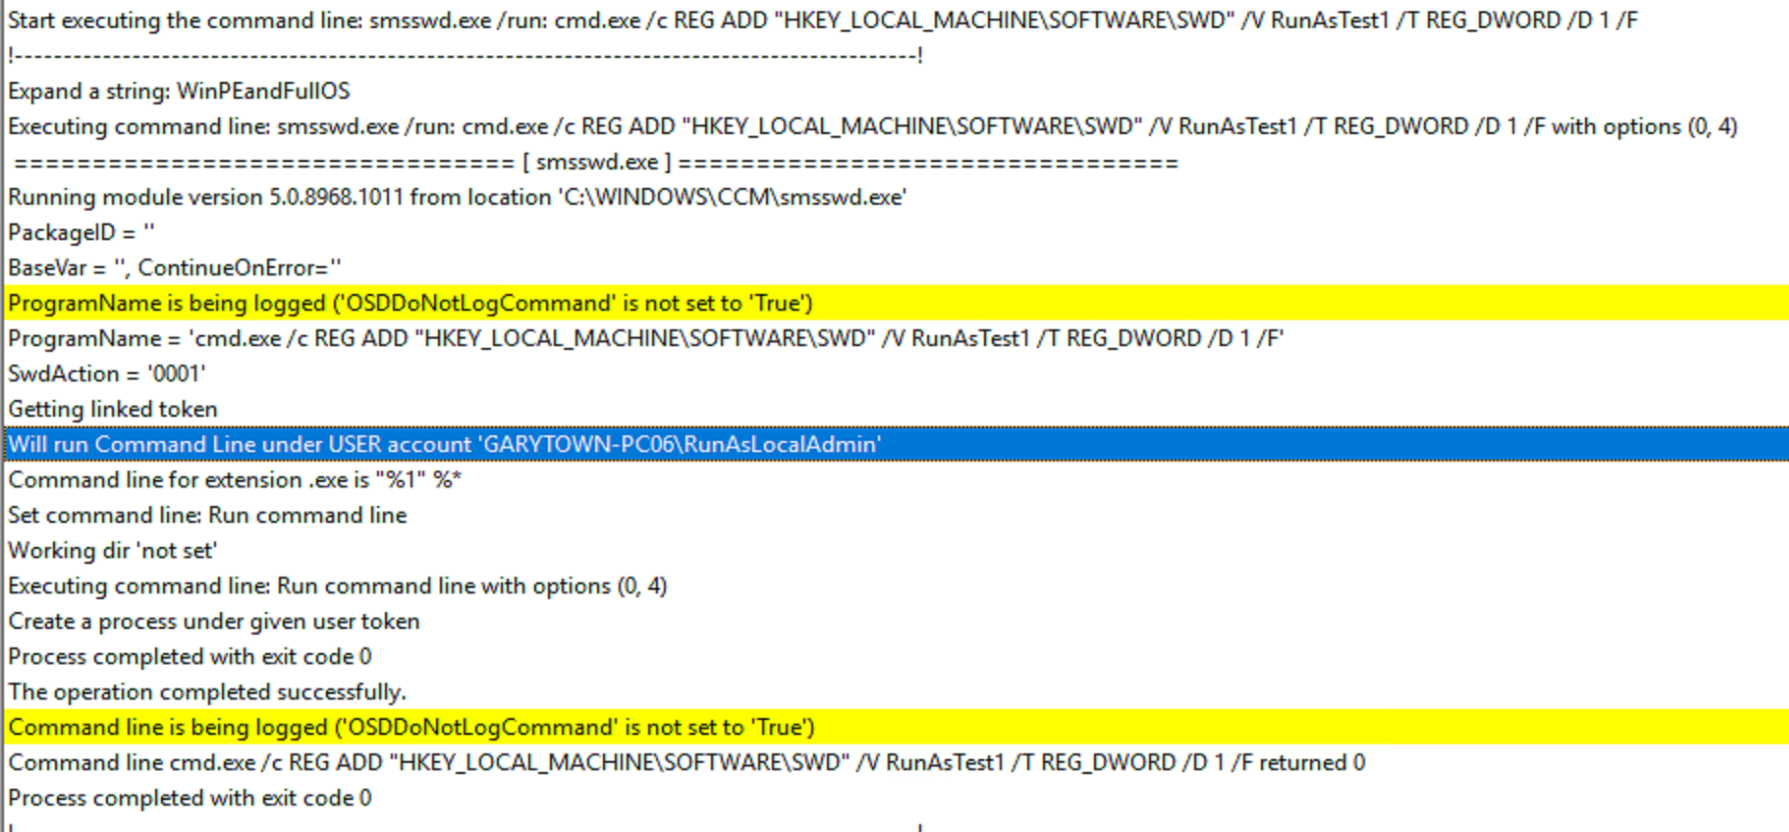 Start executing the command line: smsswd.exe /run: cmd.exe /c REG ADD "HKEY_LOCAL_MACHINE\SOFTWARE\SWD" /V RunAsTest1 /T REG_DWORD /D 1 /F
!--------------------------------------------------------------------------------------------!
Expand a string: WinPEandFullOS
Executing command line: smsswd.exe /run: cmd.exe /c REG ADD "HKEY_LOCAL_MACHINE\SOFTWARE\SWD" /V RunAsTest1 /T REG_DWORD /D 1 /F with options (0, 4)
================================ [ smsswd.exe ] ================================
Running module version 5.0.8968.1011 from location 'C:\WINDOWS\CCM\smsswd.exe'
PackageID = ''
BaseVar = '', ContinueOnError=''
ProgramName is being logged ('OSDDoNotLogCommand' is not set to 'True')
ProgramName = 'cmd.exe /c REG ADD "HKEY_LOCAL_MACHINE\SOFTWARE\SWD" /V RunAsTest1 /T REG_DWORD /D 1 /F'
SwdAction = '0001'
Getting linked token
Will run Command Line under USER account 'GARYTOWN-PC06\RunAsLocalAdmin'
Command line for extension .exe is "%1" %*
Set command line: Run command line
Working dir 'not set'
Executing command line: Run command line with options (0, 4)
Create a process under given user token
Process completed with exit code 0
The operation completed successfully.
Command line is being logged ('OSDDoNotLogCommand' is not set to 'True')
Command line cmd.exe /c REG ADD "HKEY_LOCAL_MACHINE\SOFTWARE\SWD" /V RunAsTest1 /T REG_DWORD /D 1 /F returned 0
Process completed with exit code 0